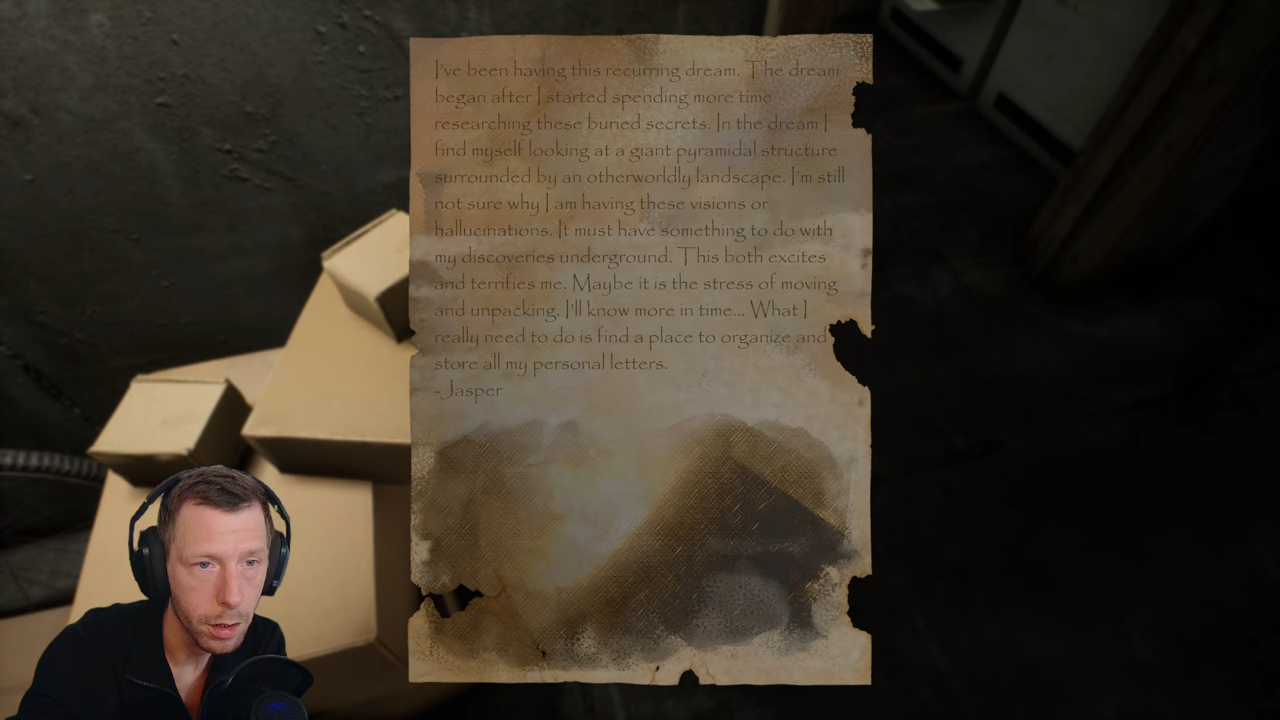 I've been having this recurring dream. The dream
began after I started spending more time
researching these buried secrets. In the dream I
find myself looking at a giant pyramidal structure
surrounded by an otherworldly landscape. I'm still
not sure why I am having these visions or
hallucinations. It must have something to do with
my discoveries underground. This both excites
and terrifies me. Maybe it is the stress of moving
and unpacking. I'll know more in time... What I
really need to do is find a place to organize and
store all my personal letters.
-Jasper